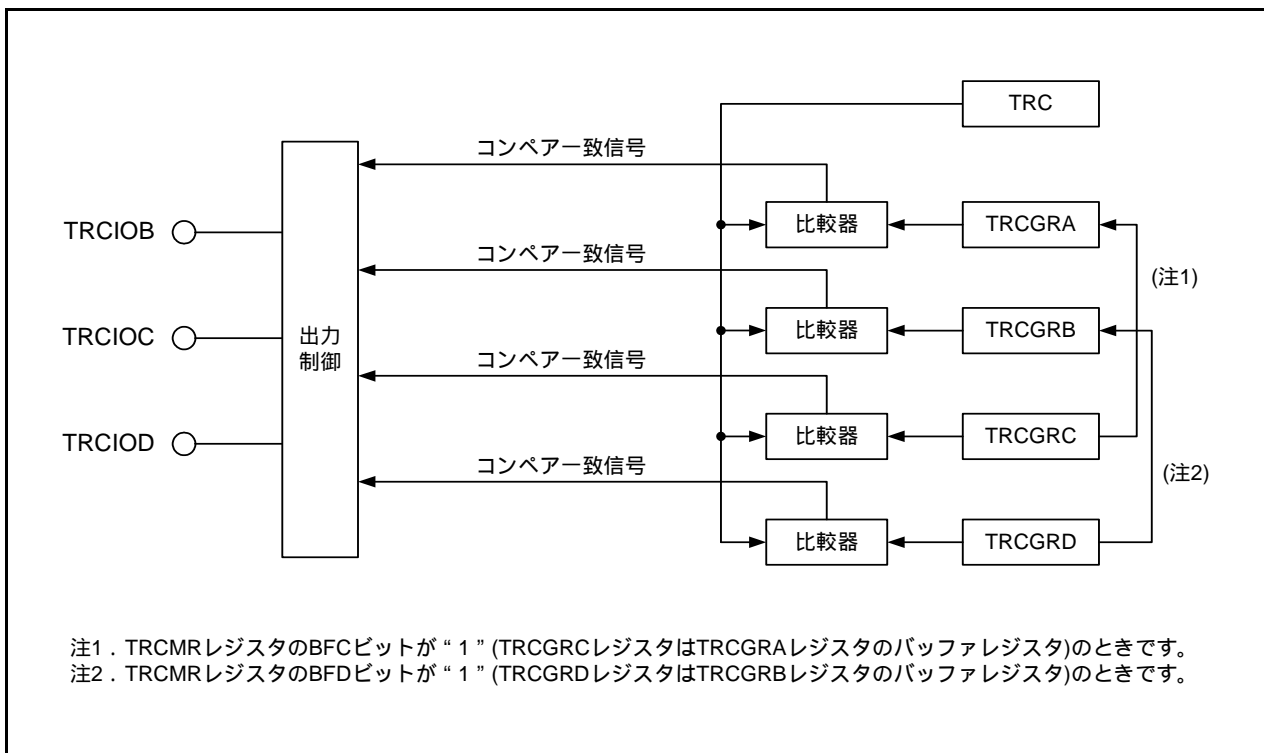 TRC
コンペア一致信号
比較器
TRCGRA
TRCIOB
コンペア一致信号
(注1)
比較器
TRCGRB
TRCIOC
出力
制御
コンペア一致信号
比較器
TRCGRC
TRCIOD
コンペア一致信号
(注2)
比較器
TRCGRD
注1．TRCMRレジスタのBFCビットが“1”(TRCGRCレジスタはTRCGRAレジスタのバッファレジスタ)のときです。
注2．TRCMRレジスタのBFDビットが“1”(TRCGRDレジスタはTRCGRBレジスタのバッファレジスタ)のときです。